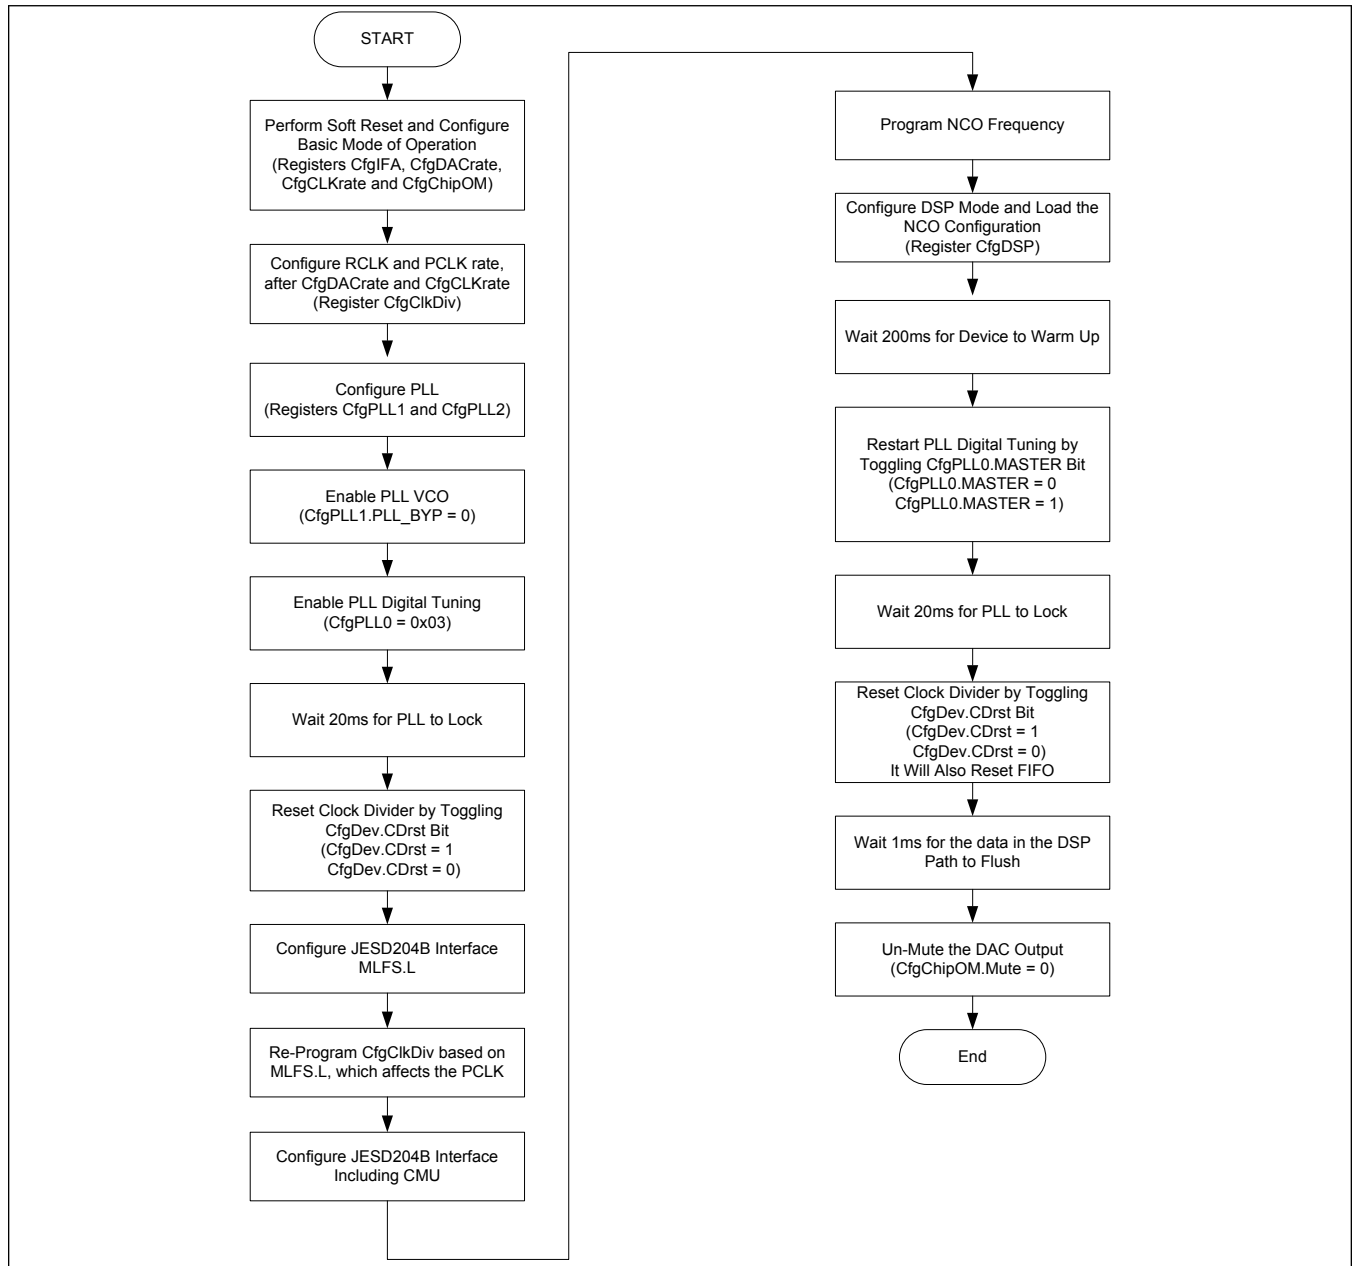 START
Perform Soft Reset and Configure
Basic Mode of Operation
(Registers CfgIFA, CfgDACrate,
CfgCLKrate and CfgChipOM)
Configure RCLK and PCLK rate,
after CfgDACrate and CfgCLKrate
(Register CfgClkDiv)
Configure PLL
(Registers CfgPLL1 and CfgPLL2)
Enable PLL VCO
(CfgPLL1.PLL_BYP = 0)
Enable PLL Digital Tuning
(CfgPLL0 = 0x03)
Wait 20ms for PLL to Lock
Reset Clock Divider by Toggling
CfgDev.CDrst Bit
(CfgDev.CDrst = 1
CfgDev.CDrst = 0)
Configure JESD204B Interface
MLFS.L
Re-Program CfgClkDiv based on
MLFS.L, which affects the PCLK
Configure JESD204B Interface
Including CMU
Program NCO Frequency
Configure DSP Mode and Load the
NCO Configuration
(Register CfgDSP)
Wait 200ms for Device to Warm Up
Restart PLL Digital Tuning by
Toggling CfgPLL0.MASTER Bit
(CfgPLL0.MASTER = 0
CfgPLL0.MASTER = 1)
Wait 20ms for PLL to Lock
Reset Clock Divider by Toggling
CfgDev.CDrst Bit
(CfgDev.CDrst = 1
CfgDev.CDrst = 0)
It Will Also Reset FIFO
Wait 1ms for the data in the DSP
Path to Flush
Un-Mute the DAC Output
(CfgChipOM.Mute = 0)
End